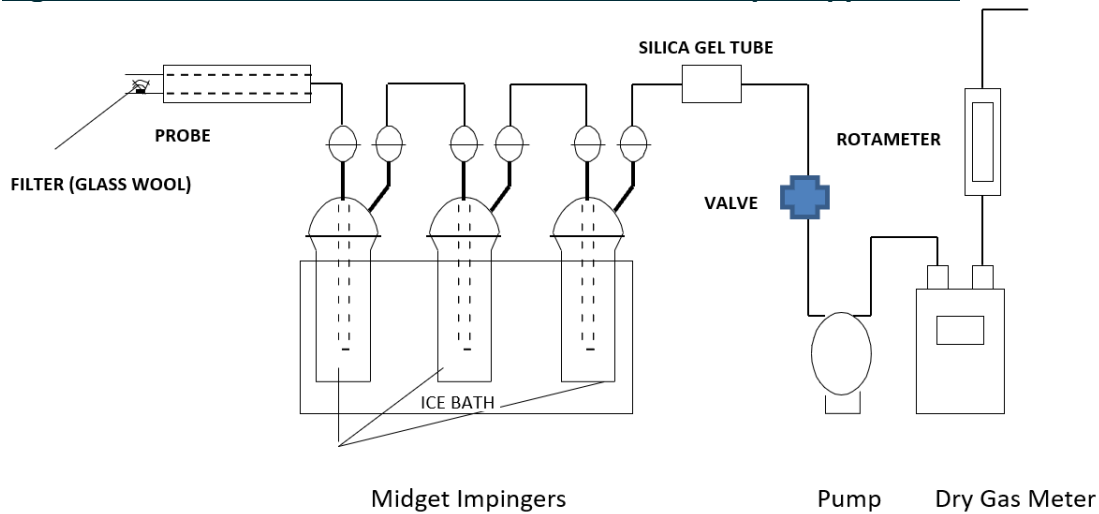 SILICA GEL TUBE
PROBE
ROTAMETER
FILTER (GLASS WOOL)
VALVE
ICE BATH
Midget Impingers
Pump
Dry Gas Meter